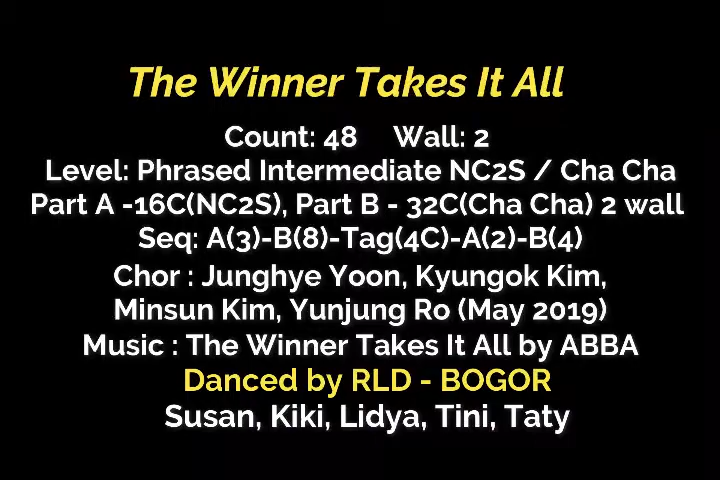 The Winner Takes It All
Count: 48 Wall: 2
Level: Phrased Intermediate NC2S / Cha Cha
Part A -16C(NC2S), Part B - 32C(Cha Cha) 2 wall
Seq: A(3)-B(8)-Tag(4C)-A(2)-B(4)
Chor : Junghye Yoon, Kyungok Kim,
Minsun Kim, Yunjung Ro (May 2019)
Music : The Winner Takes It All by ABBA
Danced by RLD - BOGOR
Susan, Kiki, Lidya, Tini, Taty